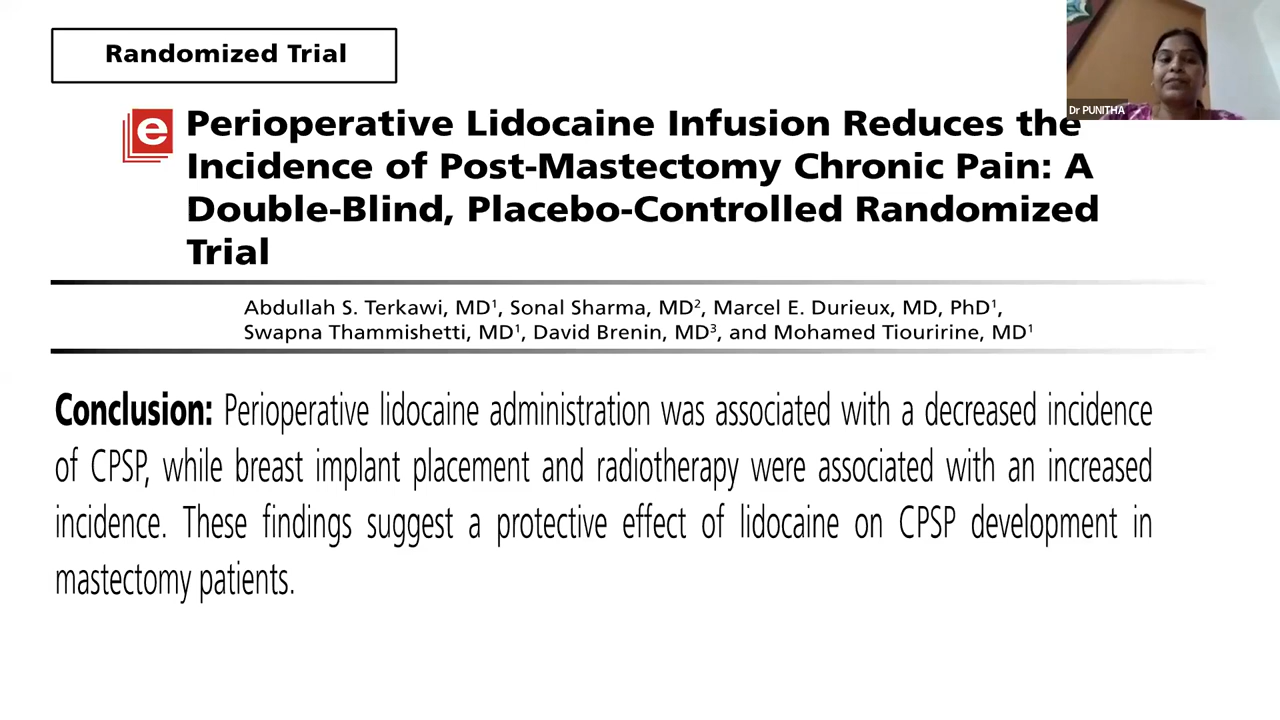 Randomized Trial
Dr PUNITHA
e
Perioperative Lidocaine Infusion Reduces the
Incidence of Post-Mastectomy Chronic Pain: A
Double-Blind, Placebo-Controlled Randomized
Trial
Abdullah S. Terkawi, MD¹, Sonal Sharma, MD², Marcel E. Durieux, MD, PhD¹,
Swapna Thammishetti, MD¹, David Brenin, MD³, and Mohamed Tiouririne, MD¹
Conclusion: Perioperative lidocaine administration was associated with a decreased incidence
of CPSP, while breast implant placement and radiotherapy were associated with an increased
incidence. These findings suggest a protective effect of lidocaine on CPSP development in
mastectomy patients.